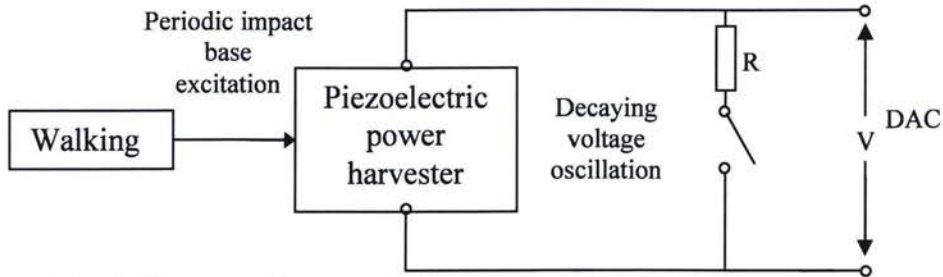 Periodic impact
base
excitation
Walking
Piezoelectric
power
harvester
Decaying
voltage
oscillation
R
V
DAC